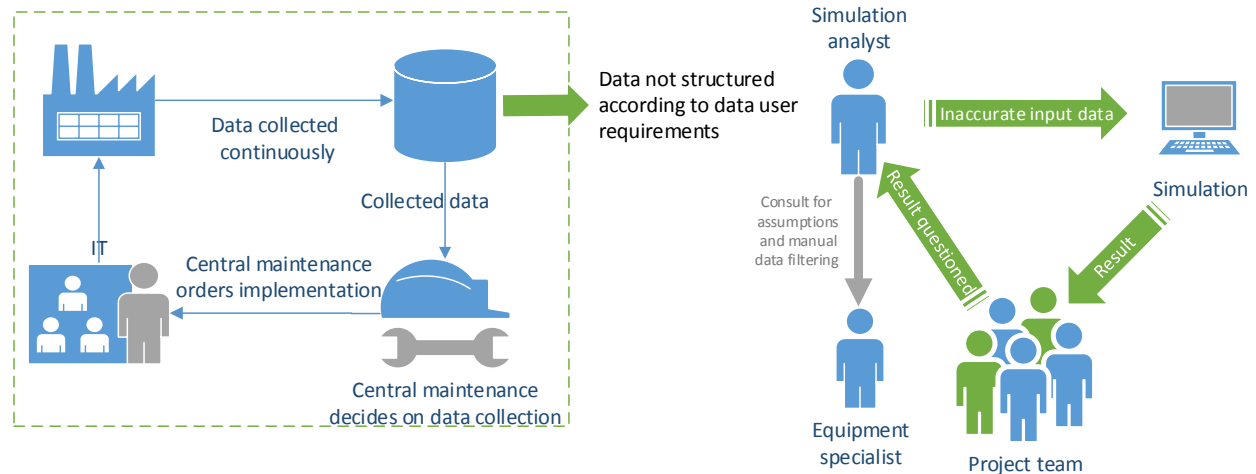 Data collected
continuously
Collected data
IT
Central maintenance
orders implementation
Central maintenance
decides on data collection
Data not structured
according to data user
requirements
Simulation
analyst
Inaccurate input data
Simulation
Consult for
assumptions
and manual
data filtering
Result questioned
Result
Equipment
specialist
Project team